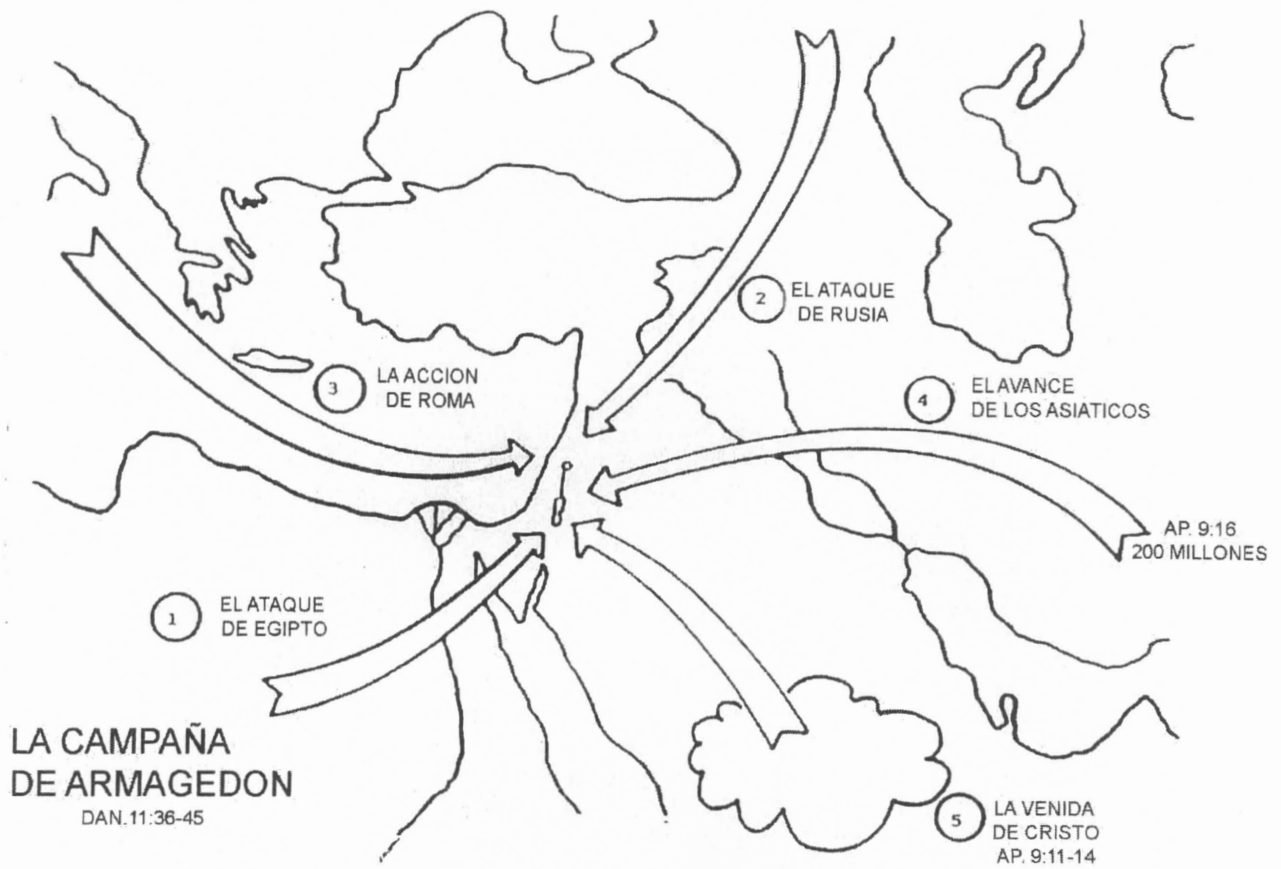 2
EL ATAQUE
DE RUSIA
3
LA ACCION
DE ROMA
4
EL AVANCE
DE LOS ASIATICOS
AP. 9:16
200 MILLONES
1
EL ATAQUE
DE EGIPTO
LA CAMPAÑA
DE ARMAGEDON
DAN.11:36-45
5
LA VENIDA
DE CRISTO
AP. 9:11-14